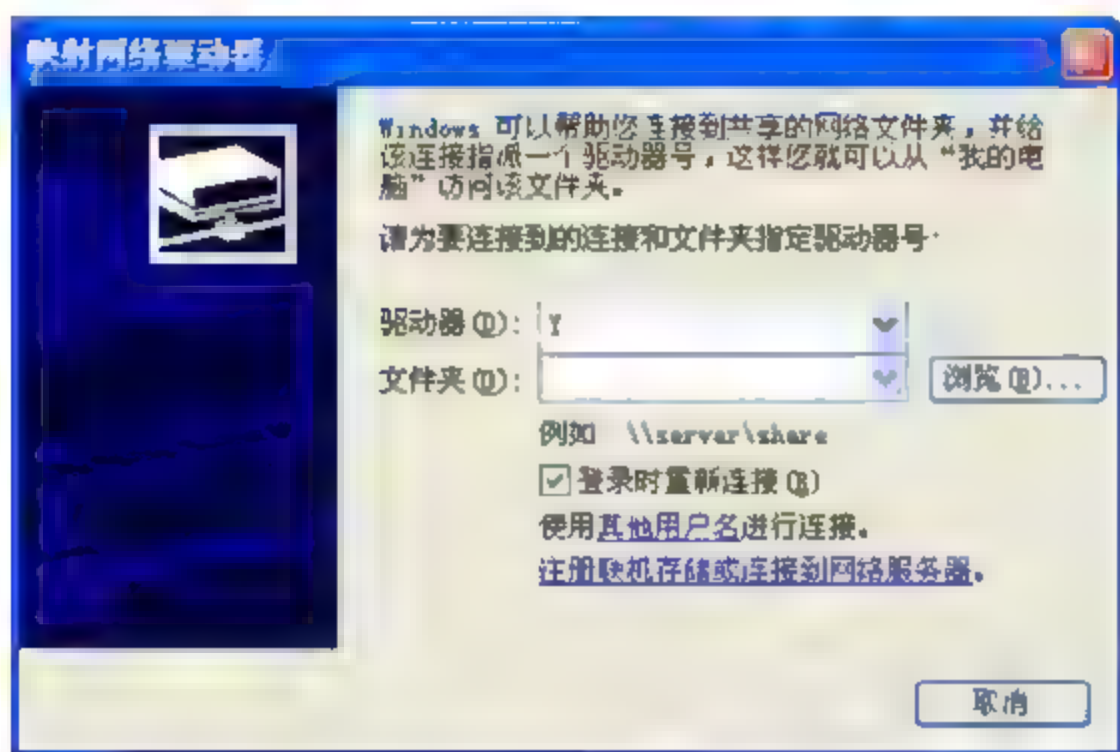 映射网络驱动器
Windows 可以帮助您连接到共享的网络文件夹，并给
该连接指派一个驱动器号，这样您就可以从“我的电
脑”访问该文件夹。
请为要连接到的连接和文件夹指定驱动器号:
驱动器(D): Y
文件夹(O): 浏览(B)...
例如 \\server\share
登录时重新连接(R)
使用其他用户名进行连接。
注册联机存储或连接到网络服务器。
取消